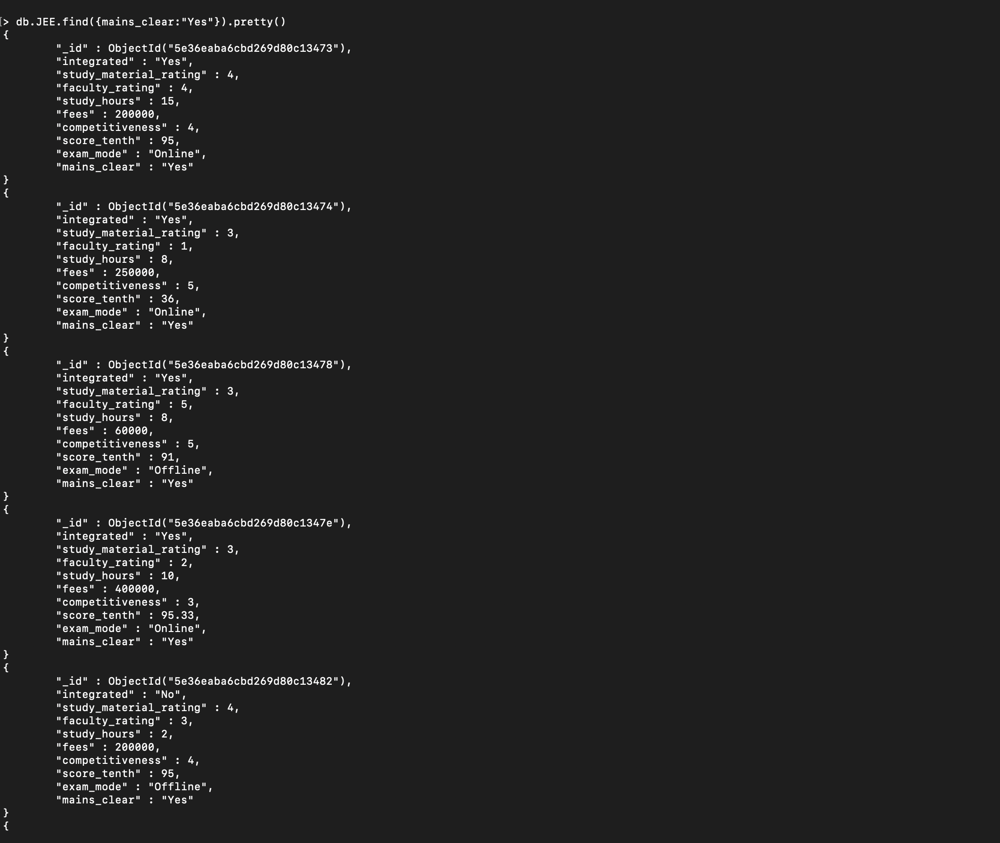 > db.JEE.find({mains_clear:"Yes"}).pretty()
{
        "_id" : ObjectId("5e36eaba6cbd269d80c13473"),
        "integrated" : "Yes",
        "study_material_rating" : 4,
        "faculty_rating" : 4,
        "study_hours" : 15,
        "fees" : 200000,
        "competitiveness" : 4,
        "score_tenth" : 95,
        "exam_mode" : "Online",
        "mains_clear" : "Yes"
}
{
        "_id" : ObjectId("5e36eaba6cbd269d80c13474"),
        "integrated" : "Yes",
        "study_material_rating" : 3,
        "faculty_rating" : 1,
        "study_hours" : 8,
        "fees" : 250000,
        "competitiveness" : 5,
        "score_tenth" : 36,
        "exam_mode" : "Online",
        "mains_clear" : "Yes"
}
{
        "_id" : ObjectId("5e36eaba6cbd269d80c13478"),
        "integrated" : "Yes",
        "study_material_rating" : 3,
        "faculty_rating" : 5,
        "study_hours" : 8,
        "fees" : 60000,
        "competitiveness" : 5,
        "score_tenth" : 91,
        "exam_mode" : "Offline",
        "mains_clear" : "Yes"
}
{
        "_id" : ObjectId("5e36eaba6cbd269d80c1347e"),
        "integrated" : "Yes",
        "study_material_rating" : 3,
        "faculty_rating" : 2,
        "study_hours" : 10,
        "fees" : 400000,
        "competitiveness" : 3,
        "score_tenth" : 95.33,
        "exam_mode" : "Online",
        "mains_clear" : "Yes"
}
{
        "_id" : ObjectId("5e36eaba6cbd269d80c13482"),
        "integrated" : "No",
        "study_material_rating" : 4,
        "faculty_rating" : 3,
        "study_hours" : 2,
        "fees" : 200000,
        "competitiveness" : 4,
        "score_tenth" : 95,
        "exam_mode" : "Offline",
        "mains_clear" : "Yes"
}
{